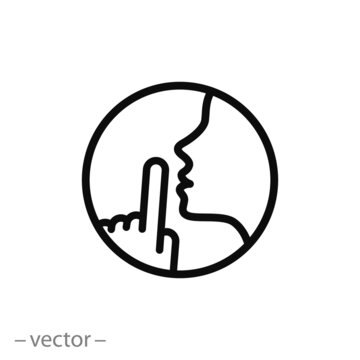 – vector –